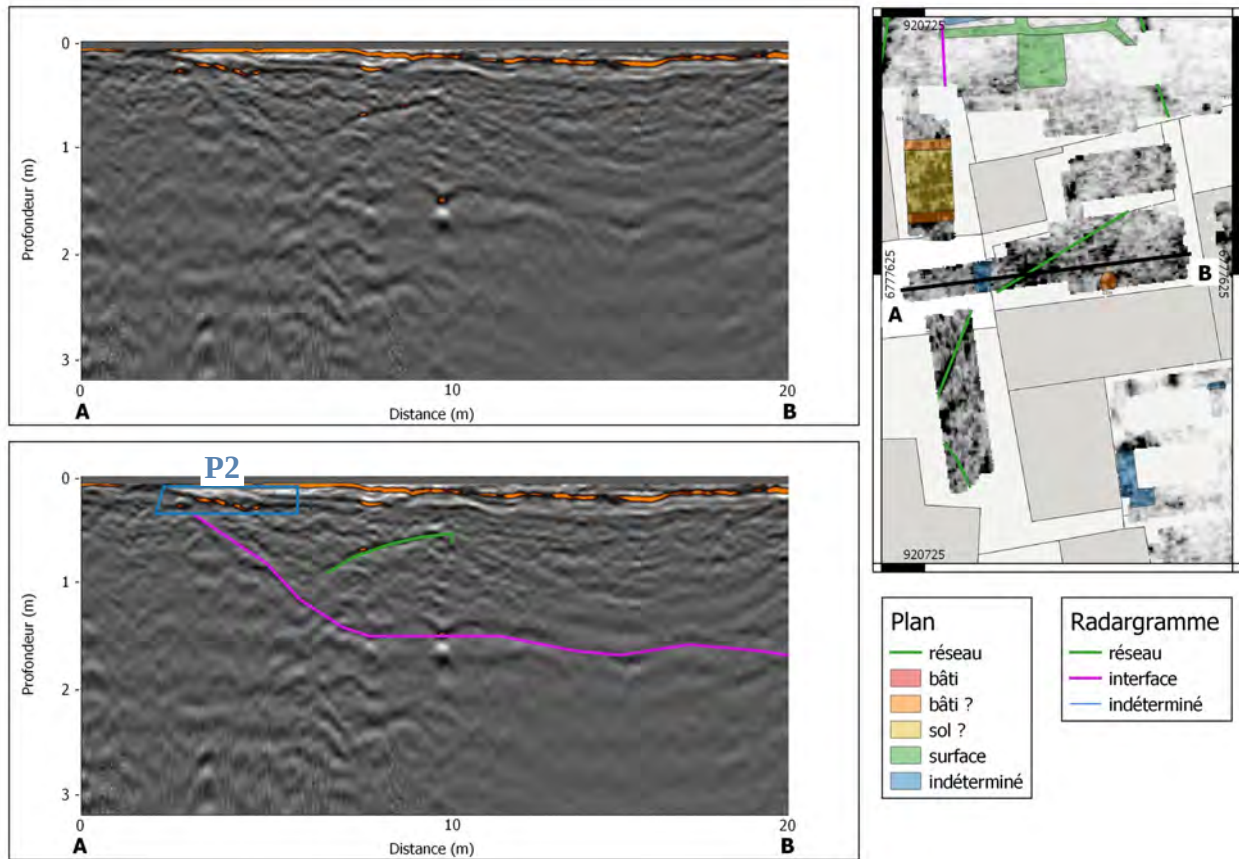 0
1
2
3
Profondeur (m)
0
10
20
A
Distance (m)
B
P2
0
1
2
3
Profondeur (m)
0
10
20
A
Distance (m)
B
920725
6777625
6777625
A
B
920725
Plan
réseau
bâti
bâti ?
sol ?
surface
indéterminé
Radargramme
réseau
interface
indéterminé